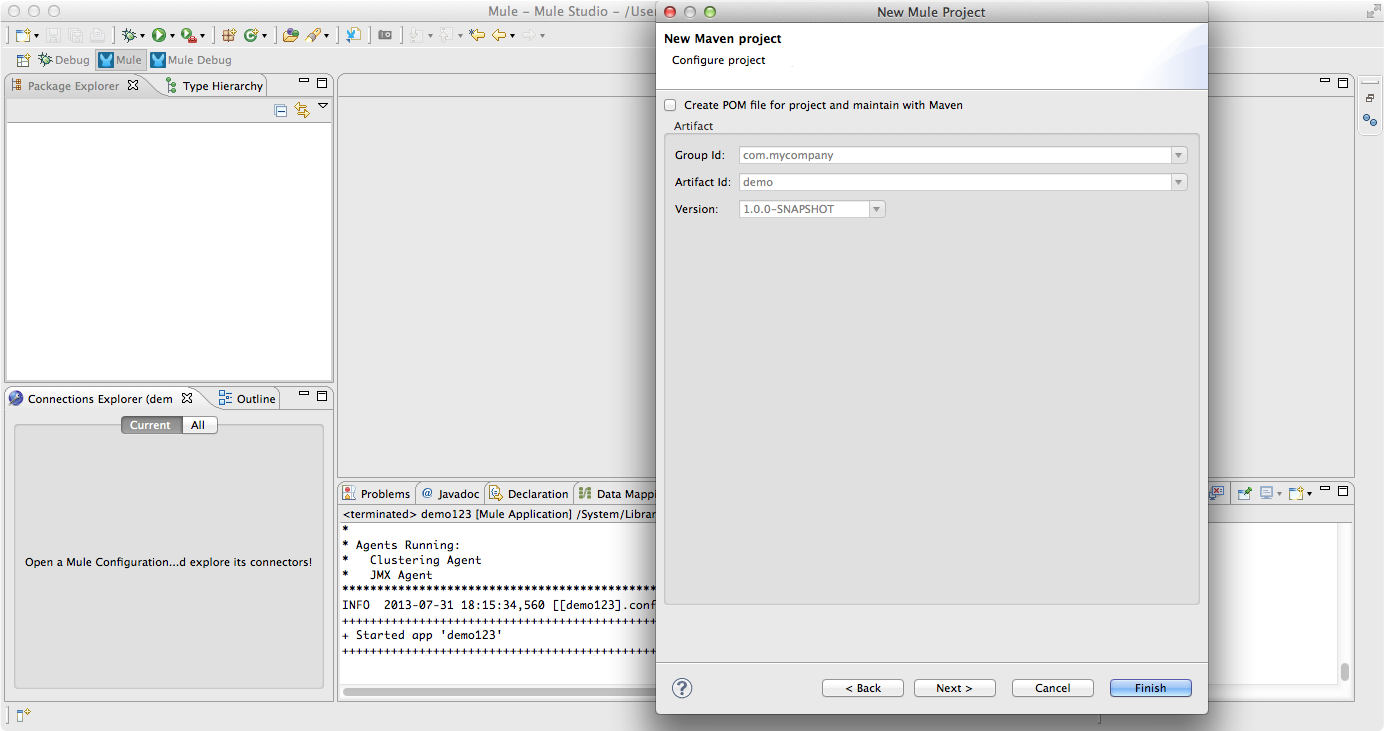 Mule – Mule Studio – /User
New Mule Project
New Maven project
Configure project
Debug Mule Mule Debug
Package Explorer Type Hierarchy
Create POM file for project and maintain with Maven
Artifact
Group Id: com.mycompany
Artifact Id: demo
Version: 1.0.0-SNAPSHOT
Connections Explorer (dem Outline
Current All
Open a Mule Configuration...d explore its connectors!
Problems @ Javadoc Declaration Data Mappi
<terminated> demo123 [Mule Application] /System/Librar
*
* Agents Running:
* Clustering Agent
* JMX Agent
**********************************************
INFO 2013-07-31 18:15:34,560 [[demo123].conf
++++++++++++++++++++++++++++++++++++++++++++++
+ Started app 'demo123'
++++++++++++++++++++++++++++++++++++++++++++++
? < Back Next > Cancel Finish